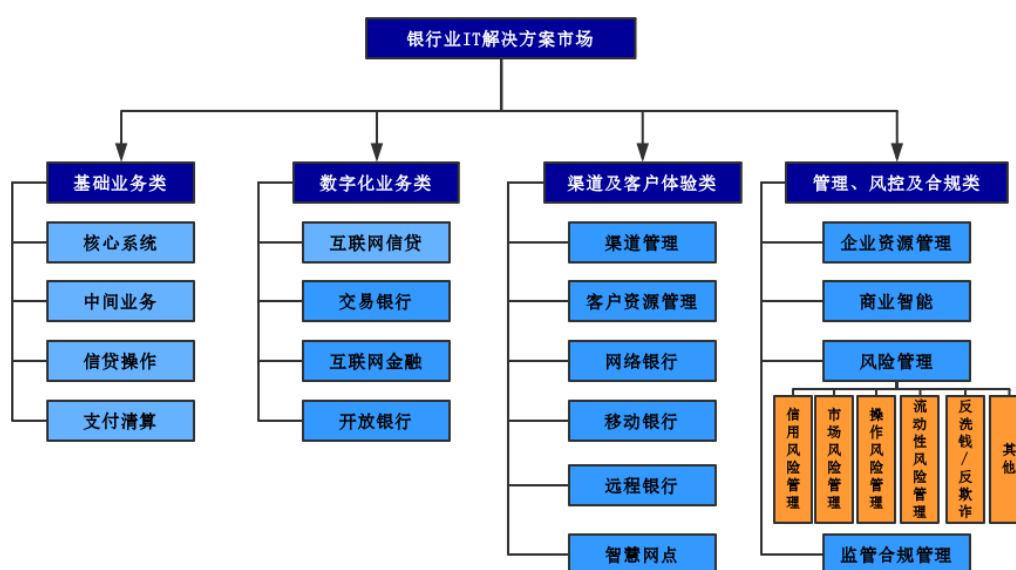 银行业IT解决方案市场
基础业务类
核心系统
中间业务
信贷操作
支付清算
数字化业务类
互联网信贷
交易银行
互联网金融
开放银行
渠道及客户体验类
渠道管理
客户资源管理
网络银行
移动银行
远程银行
智慧网点
管理、风控及合规类
企业资源管理
商业智能
风险管理
信用风险管理
市场风险管理
操作风险管理
流动性风险管理
反洗钱/反欺诈
其他
监管合规管理